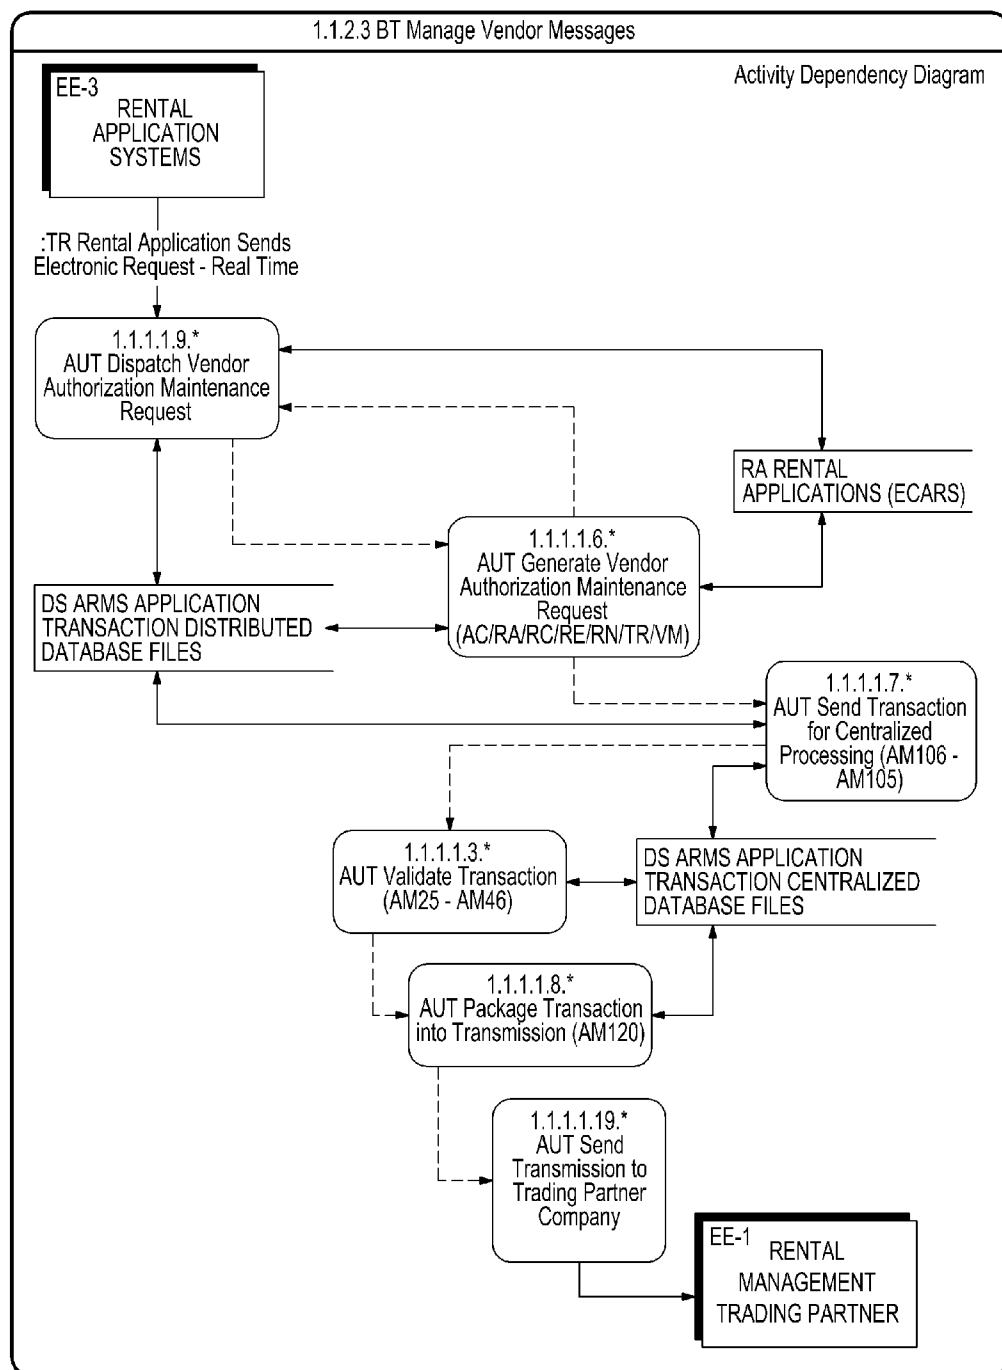 1.1.2.3 BT Manage Vendor Messages
Activity Dependency Diagram
EE-3
RENTAL
APPLICATION
SYSTEMS
:TR Rental Application Sends
Electronic Request - Real Time
1.1.1.1.9.*
AUT Dispatch Vendor
Authorization Maintenance
Request
RA RENTAL
APPLICATIONS (ECARS)
1.1.1.1.6.*
AUT Generate Vendor
Authorization Maintenance
Request
(AC/RA/RC/RE/RN/TR/VM)
DS ARMS APPLICATION
TRANSACTION DISTRIBUTED
DATABASE FILES
1.1.1.1.7.*
AUT Send Transaction
for Centralized
Processing (AM106 -
AM105)
1.1.1.1.3.*
AUT Validate Transaction
(AM25 - AM46)
DS ARMS APPLICATION
TRANSACTION CENTRALIZED
DATABASE FILES
1.1.1.1.8.*
AUT Package Transaction
into Transmission (AM120)
1.1.1.1.19.*
AUT Send
Transmission to
Trading Partner
Company
EE-1
RENTAL
MANAGEMENT
TRADING PARTNER